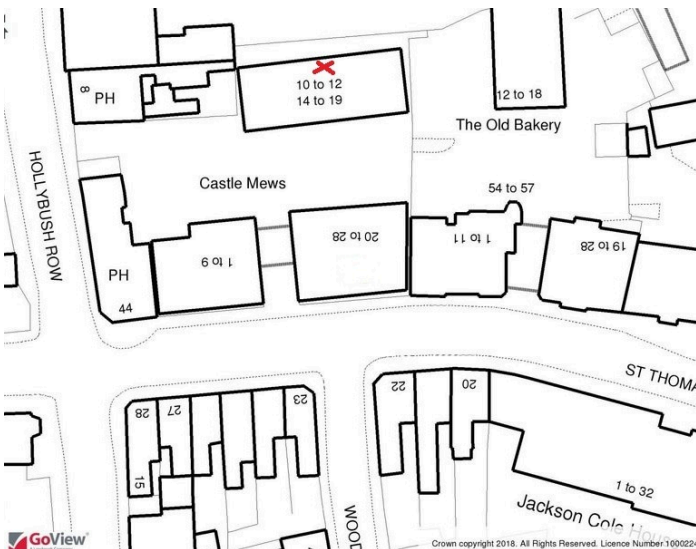 8
PH
10 to 12
14 to 19
12 to 18
The Old Bakery
HOLLYBUSH ROW
Castle Mews
54 to 57
PH
44
1 to 9
20 to 28
1 to 11
19 to 28
ST THOMA
28
27
23
22
20
15
1 to 32
WOOD
Jackson Cole House
GoView
Crown copyright 2018. All Rights Reserved. Licence Number 1000224